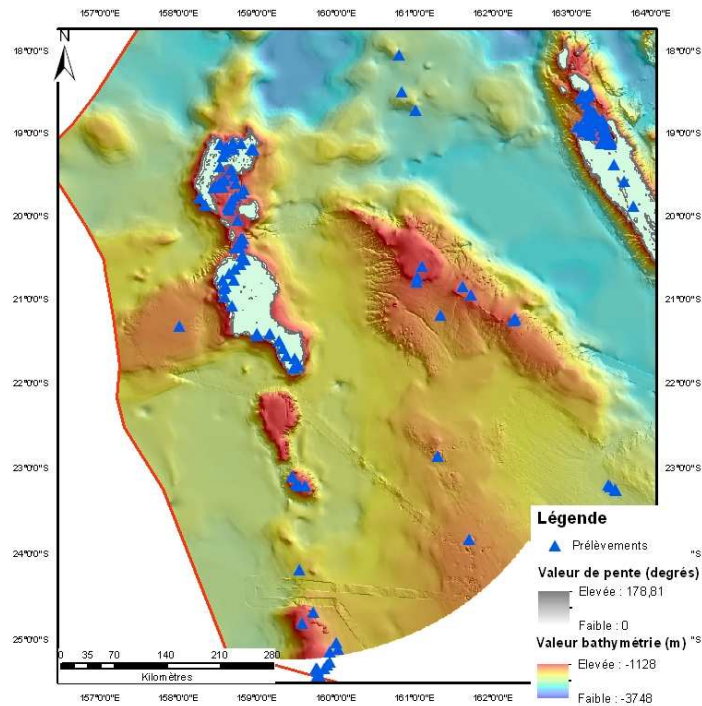 157°0'0"E 158°0'0"E 159°0'0"E 160°0'0"E 161°0'0"E 162°0'0"E 163°0'0"E 164°0'0"E
N
18°0'0"S 18°0'0"S
19°0'0"S 19°0'0"S
20°0'0"S 20°0'0"S
21°0'0"S 21°0'0"S
22°0'0"S 22°0'0"S
23°0'0"S 23°0'0"S
Légende
Prélèvements
24°0'0"S "S
Valeur de pente (degrés)
Elevée : 178,81
Faible : 0
25°0'0"S "S
Valeur bathymétrie (m)
Elevée : -1128
Faible : -3748
0 35 70 140 210 280
Kilomètres
157°0'0"E 158°0'0"E 159°0'0"E 160°0'0"E 161°0'0"E 162°0'0"E 163°0'0"E 164°0'0"E